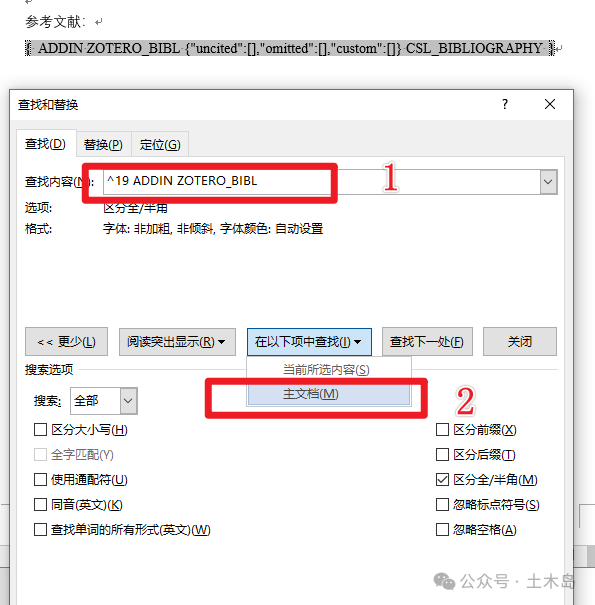 参考文献：
{ ADDIN ZOTERO_BIBL {"uncited":[],"omitted":[],"custom":[]} CSL_BIBLIOGRAPHY }
查找和替换
? ×
查找(D) 替换(P) 定位(G)
查找内容(N): ^19 ADDIN ZOTERO_BIBL 1
选项: 区分全/半角
格式: 字体: 非加粗, 非倾斜, 字体颜色: 自动设置
<< 更少(L) 阅读突出显示(R) 在以下项中查找(I) 查找下一处(F) 关闭
当前所选内容(S)
主文档(M) 2
搜索选项
搜索: 全部
区分大小写(H) 区分前缀(X)
全字匹配(Y) 区分后缀(T)
使用通配符(U) 区分全/半角(M)
同音(英文)(K) 忽略标点符号(S)
查找单词的所有形式(英文)(W) 忽略空格(A)
公众号 · 土木岛